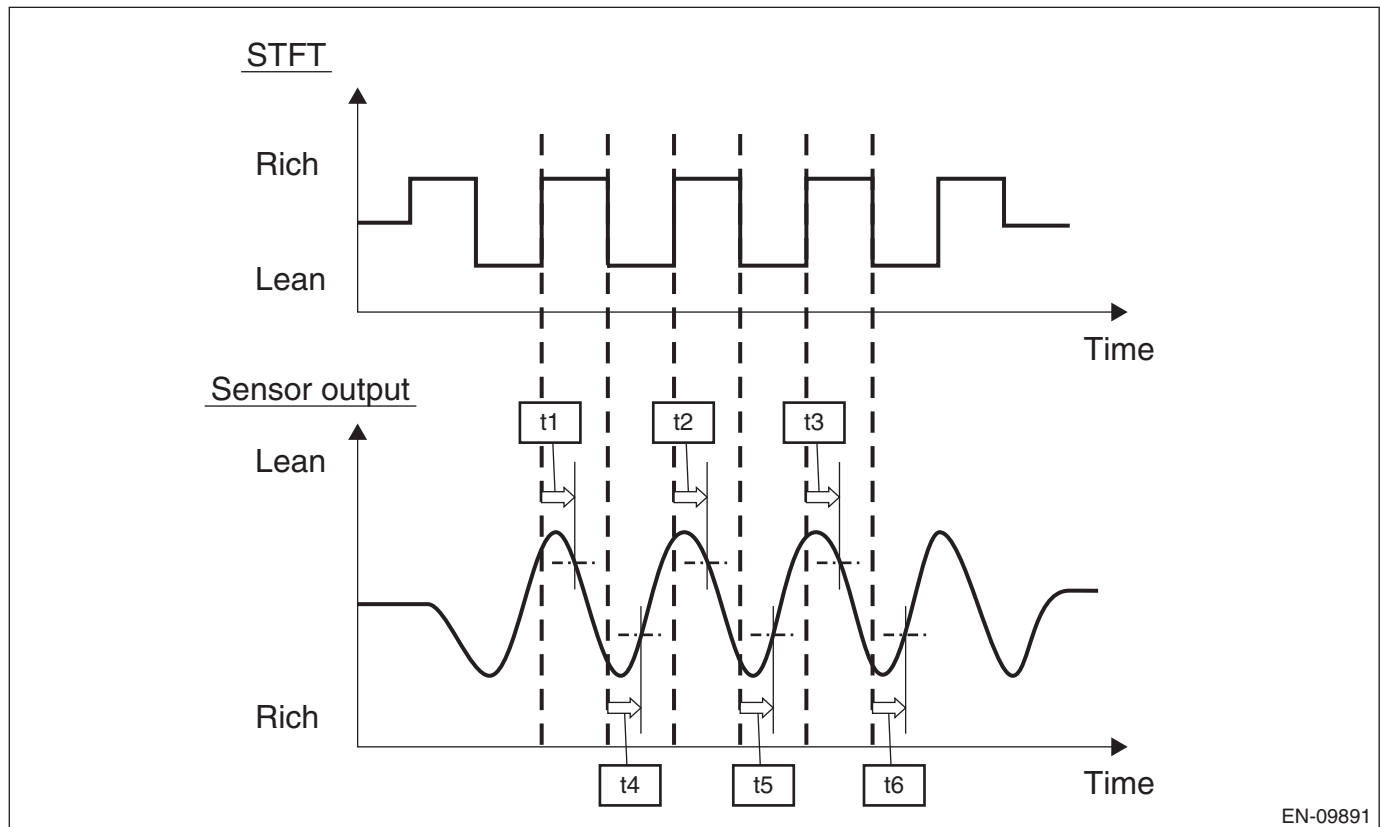 STFT
Rich
Lean
Time
Sensor output
t1
t2
t3
Lean
Rich
t4
t5
t6
Time
EN-09891